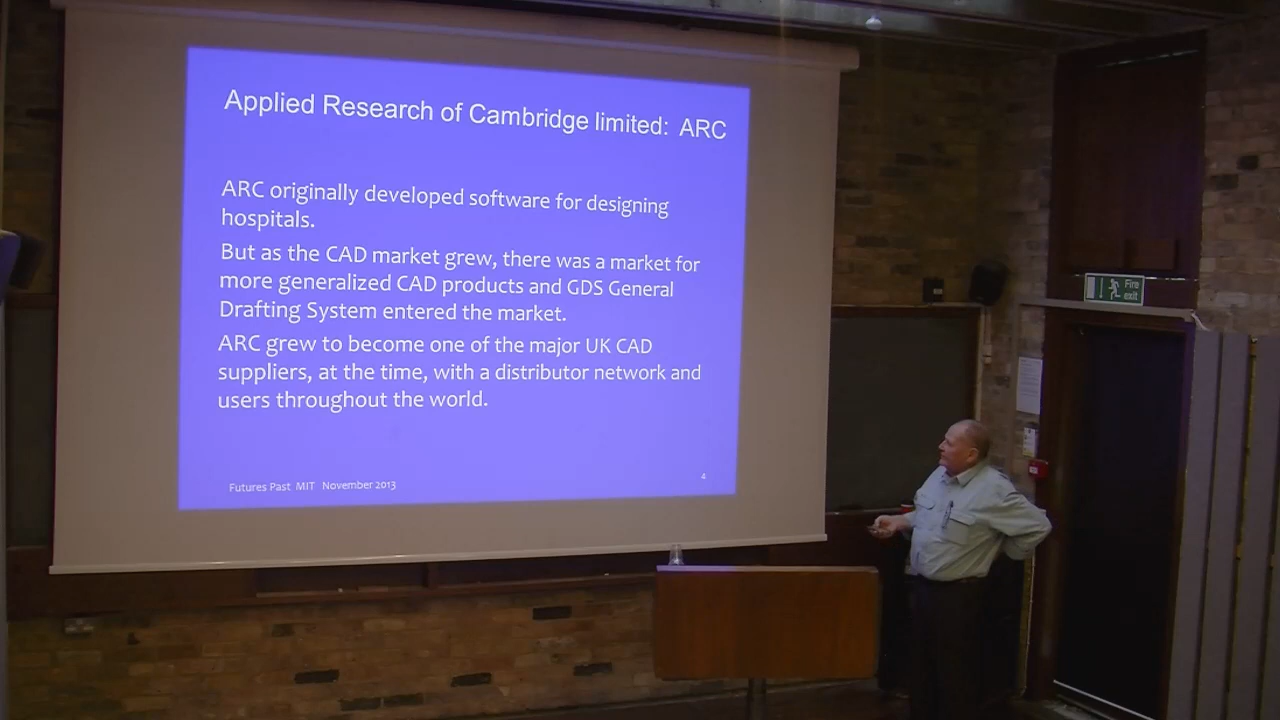 Applied Research of Cambridge limited: ARC
ARC originally developed software for designing
hospitals.
But as the CAD market grew, there was a market for
more generalized CAD products and GDS General
Drafting System entered the market.
ARC grew to become one of the major UK CAD
suppliers, at the time, with a distributor network and
users throughout the world.
Futures Past MIT November 2013
4
Fire
exit